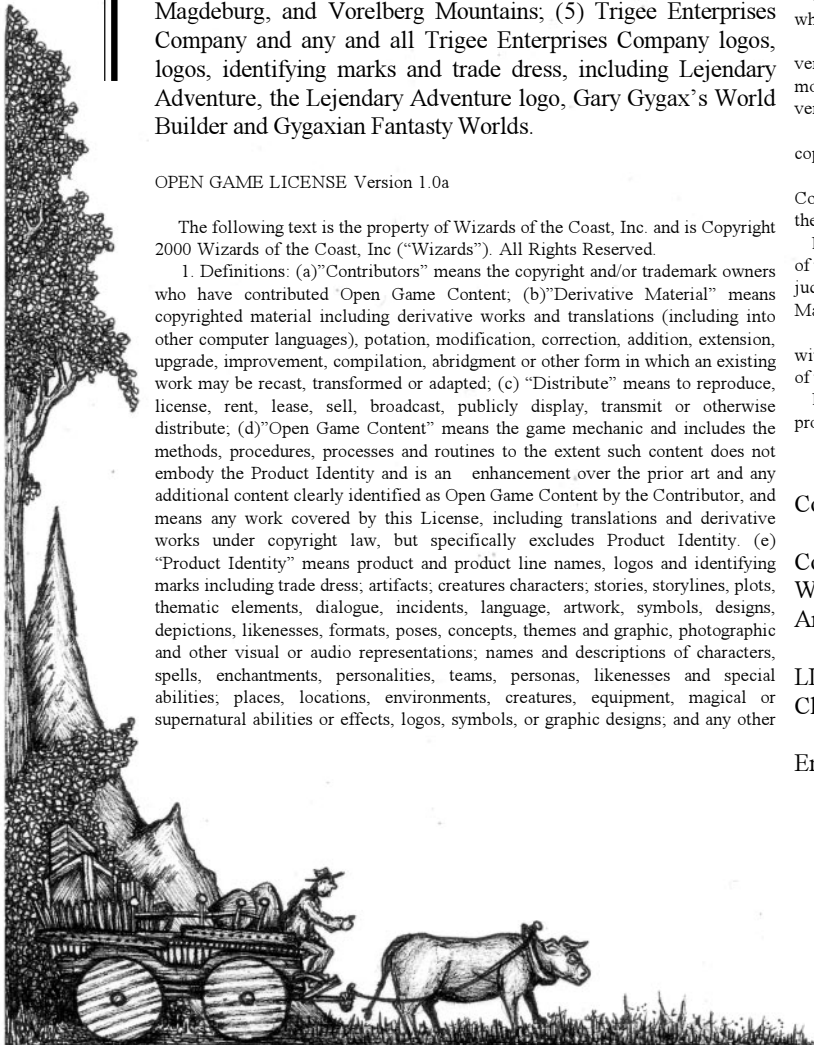 Magdeburg, and Vorelberg Mountains; (5) Trigee Enterprises
Company and any and all Trigee Enterprises Company logos,
logos, identifying marks and trade dress, including Lejendary
Adventure, the Lejendary Adventure logo, Gary Gygax’s World
Builder and Gygaxian Fantasty Worlds.
OPEN GAME LICENSE Version 1.0a
The following text is the property of Wizards of the Coast, Inc. and is Copyright
2000 Wizards of the Coast, Inc (“Wizards”). All Rights Reserved.
1. Definitions: (a)”Contributors” means the copyright and/or trademark owners
who have contributed Open Game Content; (b)”Derivative Material” means
copyrighted material including derivative works and translations (including into
other computer languages), potation, modification, correction, addition, extension,
upgrade, improvement, compilation, abridgment or other form in which an existing
work may be recast, transformed or adapted; (c) “Distribute” means to reproduce,
license, rent, lease, sell, broadcast, publicly display, transmit or otherwise
distribute; (d)”Open Game Content” means the game mechanic and includes the
methods, procedures, processes and routines to the extent such content does not
embody the Product Identity and is an enhancement over the prior art and any
additional content clearly identified as Open Game Content by the Contributor, and
means any work covered by this License, including translations and derivative
works under copyright law, but specifically excludes Product Identity. (e)
“Product Identity” means product and product line names, logos and identifying
marks including trade dress; artifacts; creatures characters; stories, storylines, plots,
thematic elements, dialogue, incidents, language, artwork, symbols, designs,
depictions, likenesses, formats, poses, concepts, themes and graphic, photographic
and other visual or audio representations; names and descriptions of characters,
spells, enchantments, personalities, teams, personas, likenesses and special
abilities; places, locations, environments, creatures, equipment, magical or
supernatural abilities or effects, logos, symbols, or graphic designs; and any other
wh
ver
mo
ver
cop
Co
the
of
Ma
wit
of
pro
Co
Co
W